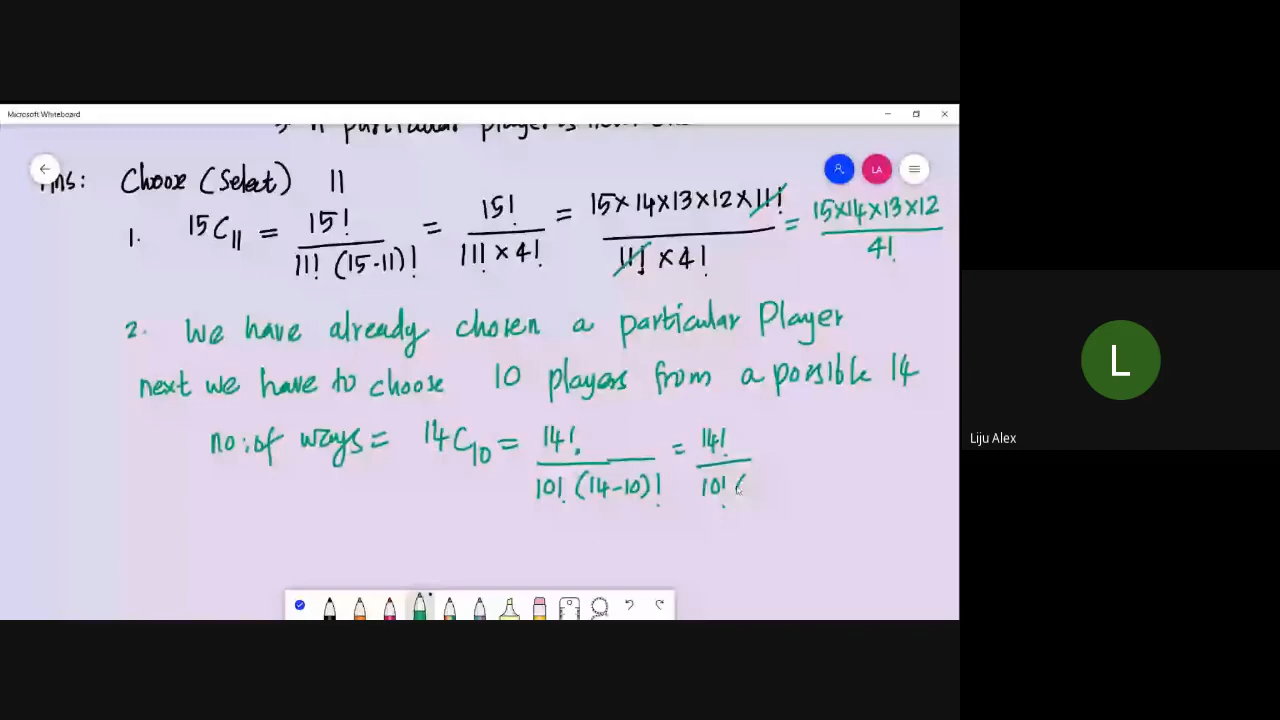 Microsoft Whiteboard
particular player is
LA
Ans: Choose (Select) 11
1. 15C11 = 15! / 11! (15-11)! = 15! / 11! × 4! = 15×14×13×12×11! / 11! × 4! = 15×14×13×12 / 4!
2. We have already chosen a particular Player
next we have to choose 10 players from a possible 14
no: of ways = 14C10 = 14! / 10! (14-10)! = 14! / 10! (
L
Liju Alex